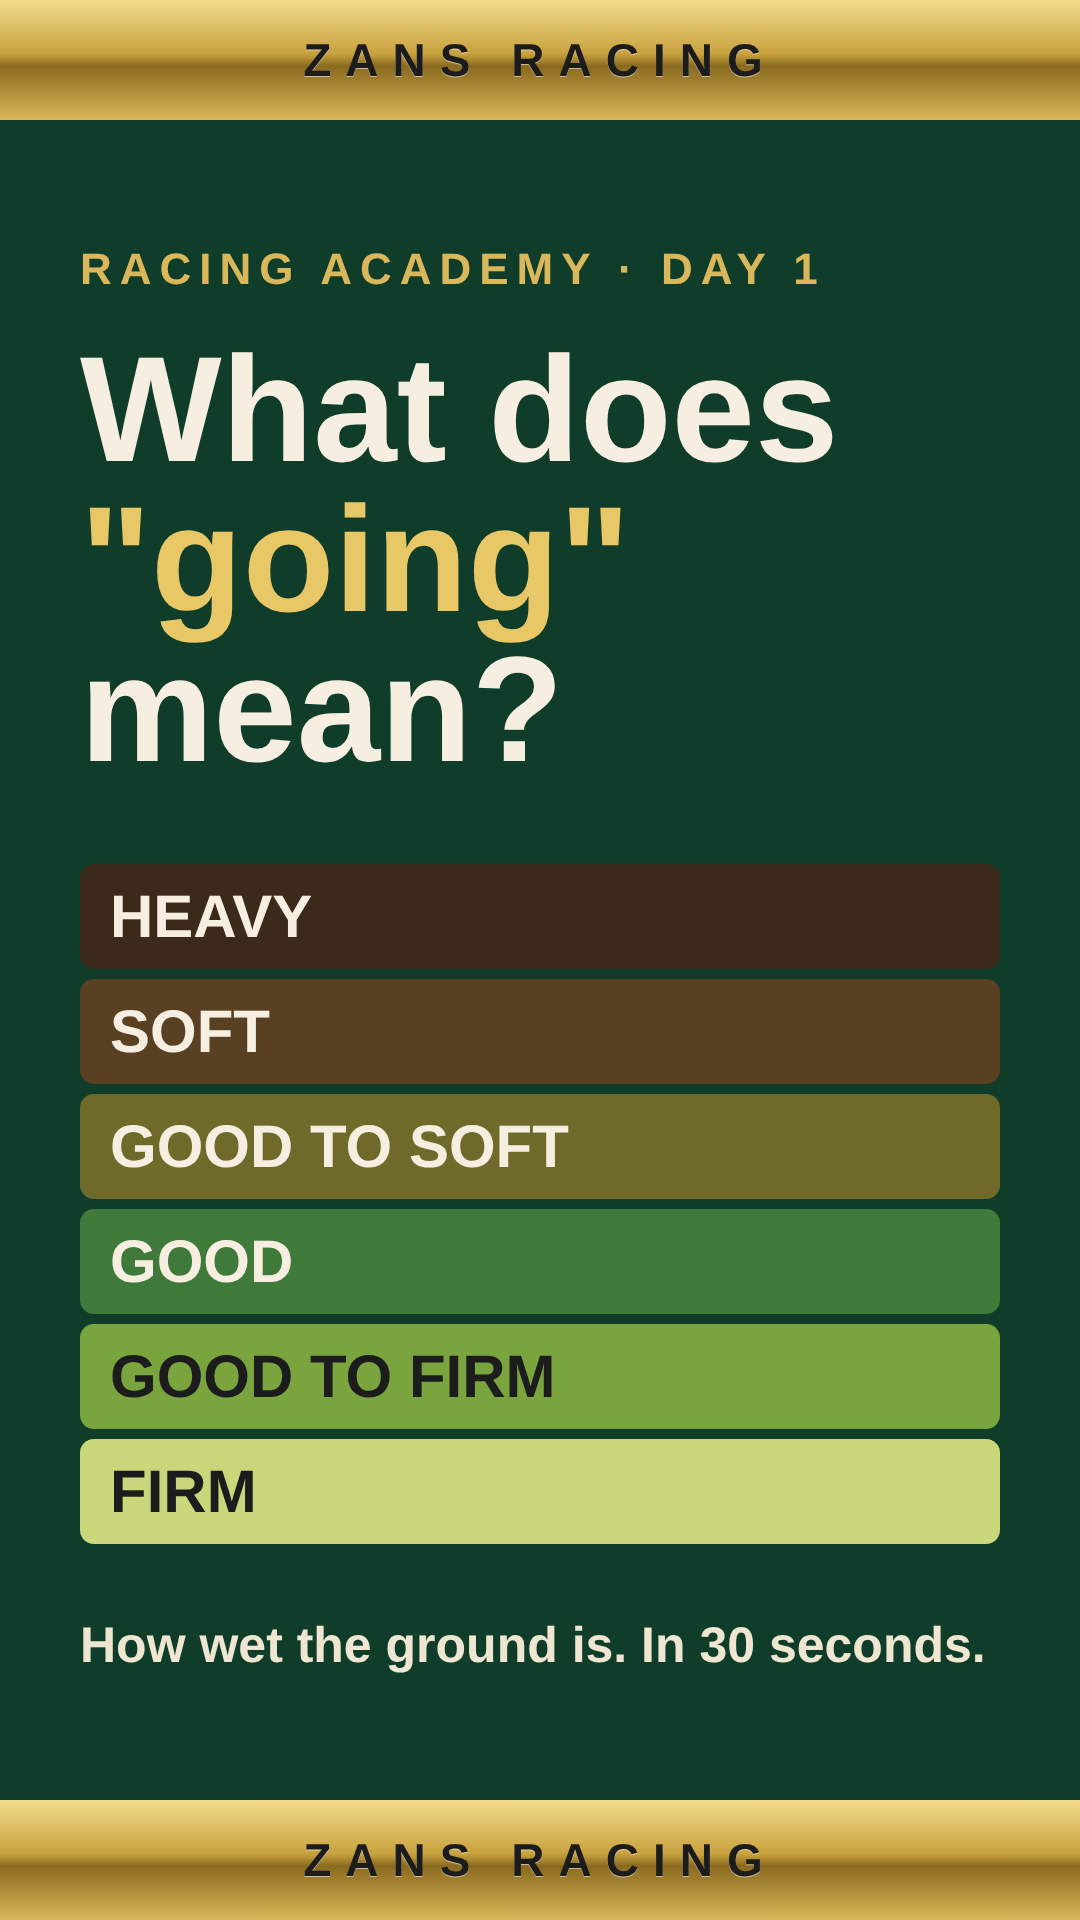 ZANS RACING
RACING ACADEMY · DAY 1
What does
"going"
mean?
HEAVY
SOFT
GOOD TO SOFT
GOOD
GOOD TO FIRM
FIRM
How wet the ground is. In 30 seconds.
ZANS RACING